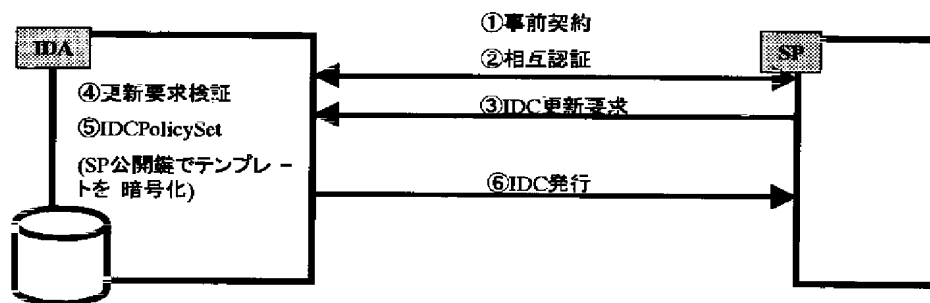 ①事前契約
IDA
SP
②相互認証
④更新要求検証
③IDC更新要求
⑤IDCPolicySet
(SP公開鍵でテンプレー
トを 暗号化)
⑥IDC発行